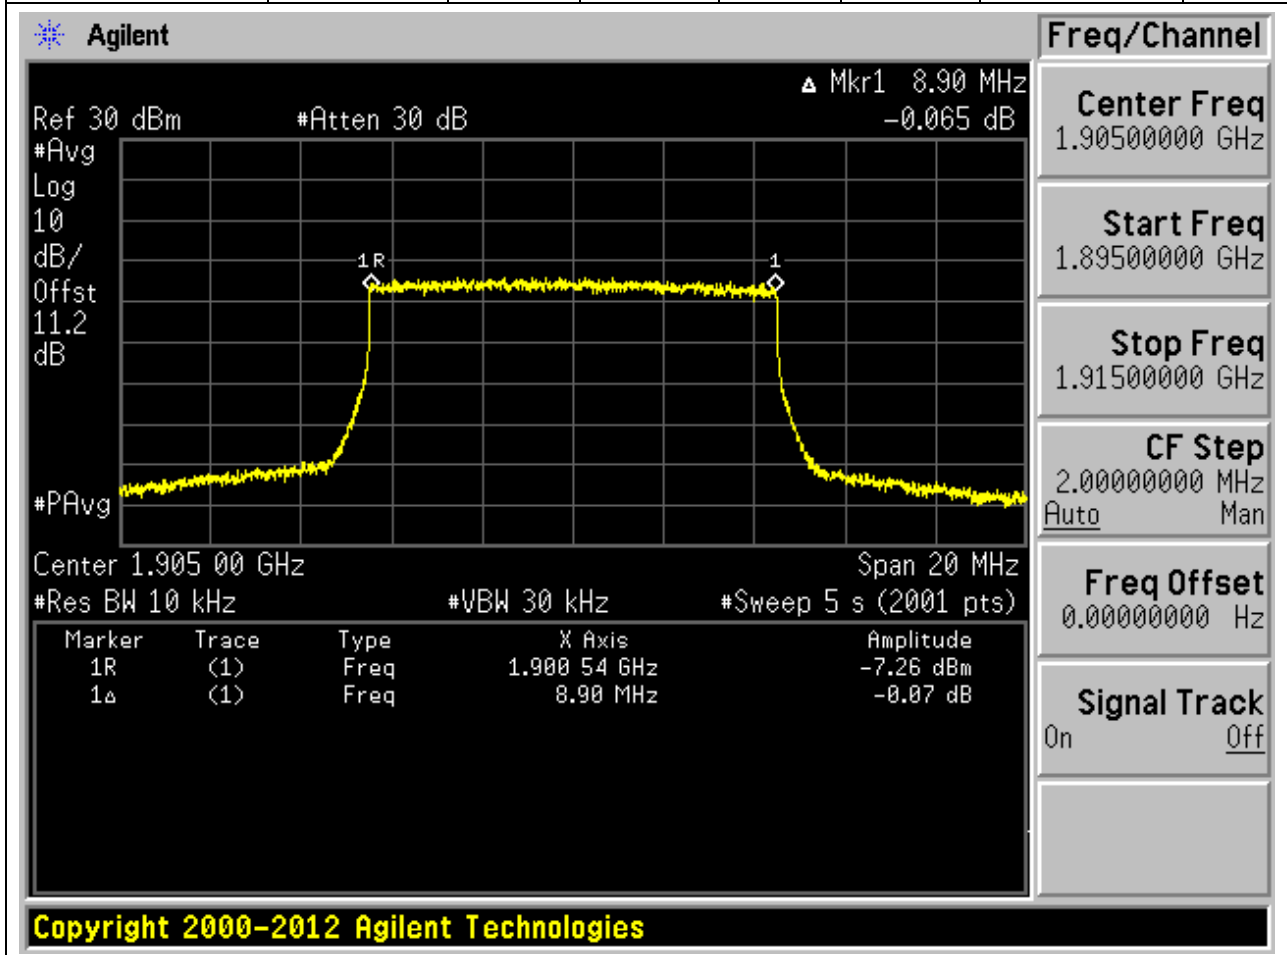 Agilent
Freq/Channel
▵ Mkr1 8.90 MHz
Ref 30 dBm #Atten 30 dB -0.065 dB
#Avg
Log
10
dB/
Offst
11.2
dB
#PAvg
1R
1
Center 1.905 00 GHz Span 20 MHz
#Res BW 10 kHz #VBW 30 kHz #Sweep 5 s (2001 pts)
Marker Trace Type X Axis Amplitude
1R (1) Freq 1.900 54 GHz -7.26 dBm
1▵ (1) Freq 8.90 MHz -0.07 dB
Center Freq
1.90500000 GHz
Start Freq
1.89500000 GHz
Stop Freq
1.91500000 GHz
CF Step
2.00000000 MHz
Auto Man
Freq Offset
0.00000000 Hz
Signal Track
On Off
Copyright 2000-2012 Agilent Technologies